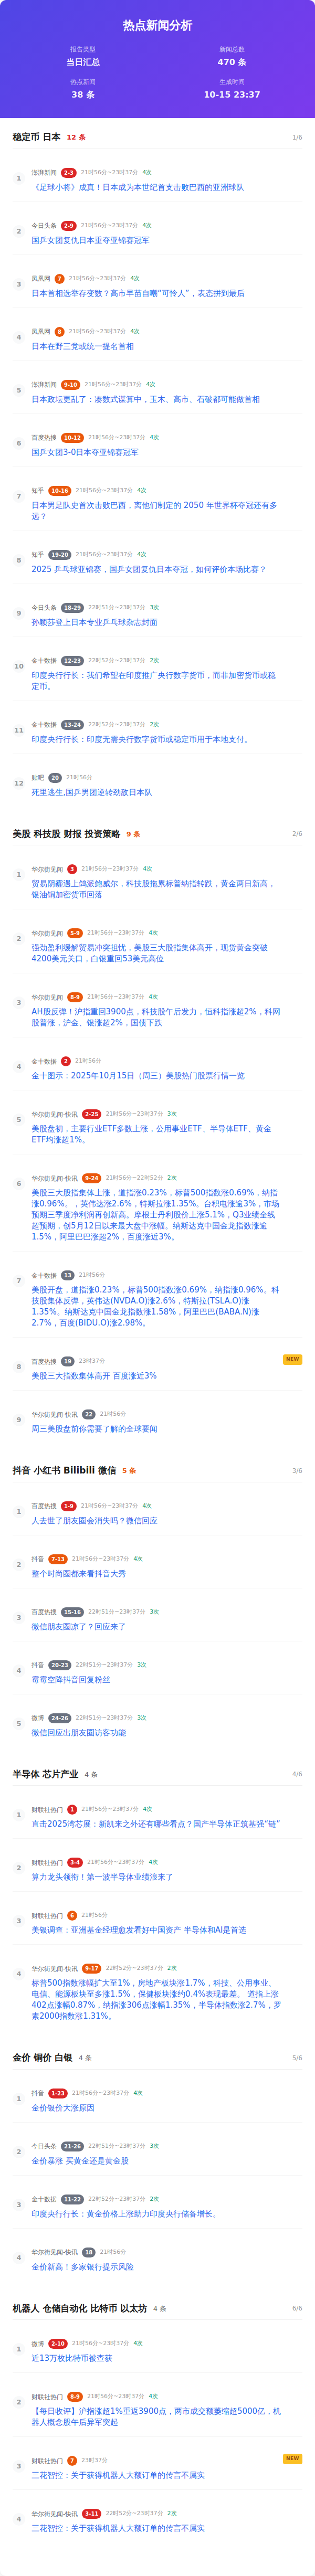 热点新闻分析
报告类型
当日汇总
新闻总数
470 条
热点新闻
38 条
生成时间
10-15 23:37
稳定币 日本 12 条 1/6
1 澎湃新闻 2-3 21时56分~23时37分 4次
《足球小将》成真！日本成为本世纪首支击败巴西的亚洲球队
2 今日头条 2-9 21时56分~23时37分 4次
国乒女团复仇日本重夺亚锦赛冠军
3 凤凰网 7 21时56分~23时37分 4次
日本首相选举存变数？高市早苗自嘲“可怜人”，表态拼到最后
4 凤凰网 8 21时56分~23时37分 4次
日本在野三党或统一提名首相
5 澎湃新闻 9-10 21时56分~23时37分 4次
日本政坛更乱了：凑数式谋算中，玉木、高市、石破都可能做首相
6 百度热搜 10-12 21时56分~23时37分 4次
国乒女团3-0日本夺亚锦赛冠军
7 知乎 10-16 21时56分~23时37分 4次
日本男足队史首次击败巴西，离他们制定的 2050 年世界杯夺冠还有多
远？
8 知乎 19-20 21时56分~23时37分 4次
2025 乒乓球亚锦赛，国乒女团复仇日本夺冠，如何评价本场比赛？
9 今日头条 18-29 22时51分~23时37分 3次
孙颖莎登上日本专业乒乓球杂志封面
10 金十数据 12-23 22时52分~23时37分 2次
印度央行行长：我们希望在印度推广央行数字货币，而非加密货币或稳
定币。
11 金十数据 13-24 22时52分~23时37分 2次
印度央行行长：印度无需央行数字货币或稳定币用于本地支付。
12 贴吧 20 21时56分
死里逃生,国乒男团逆转劲敌日本队
美股 科技股 财报 投资策略 9 条 2/6
1 华尔街见闻 3 21时56分~23时37分 4次
贸易阴霾遇上鸽派鲍威尔，科技股拖累标普纳指转跌，黄金两日新高，
银油铜加密货币回落
2 华尔街见闻 5-9 21时56分~23时37分 4次
强劲盈利缓解贸易冲突担忧，美股三大股指集体高开，现货黄金突破
4200美元关口，白银重回53美元高位
3 华尔街见闻 8-9 21时56分~23时37分 4次
AH股反弹！沪指重回3900点，科技股午后发力，恒科指涨超2%，科网
股普涨，沪金、银涨超2%，国债下跌
4 金十数据 2 21时56分
金十图示：2025年10月15日（周三）美股热门股票行情一览
5 华尔街见闻-快讯 2-25 21时56分~23时37分 3次
美股盘初，主要行业ETF多数上涨，公用事业ETF、半导体ETF、黄金
ETF均涨超1%。
6 华尔街见闻-快讯 9-24 21时56分~22时52分 2次
美股三大股指集体上涨，道指涨0.23%，标普500指数涨0.69%，纳指
涨0.96%。，英伟达涨2.6%，特斯拉涨1.35%。台积电涨逾3%，市场
预期三季度净利润再创新高。摩根士丹利股价上涨5.1%，Q3业绩全线
超预期，创5月12日以来最大盘中涨幅。纳斯达克中国金龙指数涨逾
1.5%，阿里巴巴涨超2%，百度涨近3%。
7 金十数据 13 21时56分
美股开盘，道指涨0.23%，标普500指数涨0.69%，纳指涨0.96%。科
技股集体反弹，英伟达(NVDA.O)涨2.6%，特斯拉(TSLA.O)涨
1.35%。纳斯达克中国金龙指数涨1.58%，阿里巴巴(BABA.N)涨
2.7%，百度(BIDU.O)涨2.98%。
8 百度热搜 19 23时37分 NEW
美股三大指数集体高开 百度涨近3%
9 华尔街见闻-快讯 22 21时56分
周三美股盘前你需要了解的全球要闻
抖音 小红书 Bilibili 微信 5 条 3/6
1 百度热搜 1-9 21时56分~23时37分 4次
人去世了朋友圈会消失吗？微信回应
2 抖音 7-13 21时56分~23时37分 4次
整个时尚圈都来看抖音大秀
3 百度热搜 15-16 22时51分~23时37分 3次
微信朋友圈凉了？回应来了
4 抖音 20-23 22时51分~23时37分 3次
霉霉空降抖音回复粉丝
5 微博 24-26 22时51分~23时37分 3次
微信回应出朋友圈访客功能
半导体 芯片产业 4 条 4/6
1 财联社热门 1 21时56分~23时37分 4次
直击2025湾芯展：新凯来之外还有哪些看点？国产半导体正筑基强“链”
2 财联社热门 3-4 21时56分~23时37分 4次
算力龙头领衔！第一波半导体业绩浪来了
3 财联社热门 6 21时56分
美银调查：亚洲基金经理愈发看好中国资产 半导体和AI是首选
4 华尔街见闻-快讯 9-17 22时52分~23时37分 2次
标普500指数涨幅扩大至1%，房地产板块涨1.7%，科技、公用事业、
电信、能源板块至多涨1.5%，保健板块涨约0.4%表现最差。 道指上涨
402点涨幅0.87%，纳指涨306点涨幅1.35%，半导体指数涨2.7%，罗
素2000指数涨1.31%。
金价 铜价 白银 4 条 5/6
1 抖音 1-23 21时56分~23时37分 4次
金价银价大涨原因
2 今日头条 21-26 22时51分~23时37分 3次
金价暴涨 买黄金还是黄金股
3 金十数据 11-22 22时52分~23时37分 2次
印度央行行长：黄金价格上涨助力印度央行储备增长。
4 华尔街见闻-快讯 18 21时56分
金价新高！多家银行提示风险
机器人 仓储自动化 比特币 以太坊 4 条 6/6
1 微博 2-10 21时56分~23时37分 4次
近13万枚比特币被查获
2 财联社热门 8-9 21时56分~23时37分 4次
【每日收评】沪指涨超1%重返3900点，两市成交额萎缩超5000亿，机
器人概念股午后异军突起
3 财联社热门 7 23时37分 NEW
三花智控：关于获得机器人大额订单的传言不属实
4 华尔街见闻-快讯 3-11 22时52分~23时37分 2次
三花智控：关于获得机器人大额订单的传言不属实